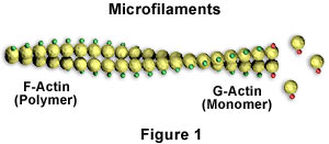 Microfilaments
F-Actin
(Polymer)
G-Actin
(Monomer)
Figure 1